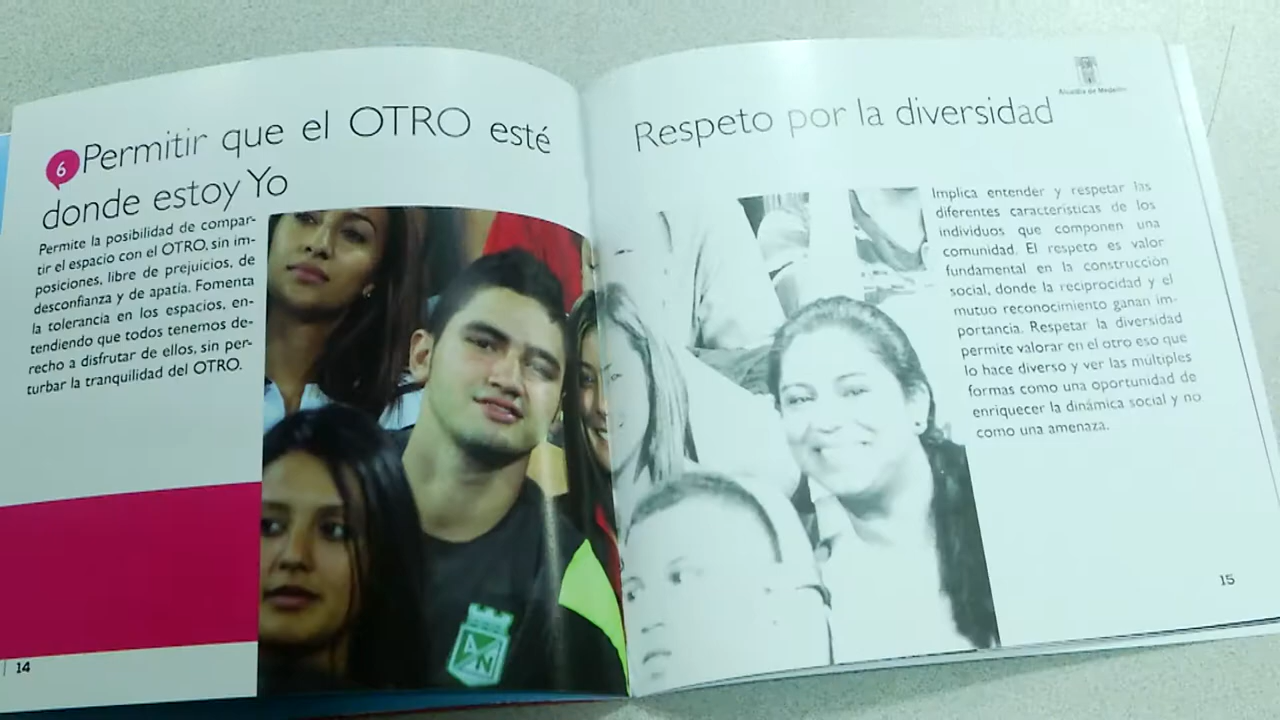 6 Permitir que el OTRO esté
donde estoy Yo
Permite la posibilidad de compar-
tir el espacio con el OTRO, sin im-
posiciones, libre de prejuicios, de
desconfianza y de apatía. Fomenta
la tolerancia en los espacios, en-
tendiendo que todos tenemos de-
recho a disfrutar de ellos, sin per-
turbar la tranquilidad del OTRO.
AN
14
Alcaldía de Medellín
Respeto por la diversidad
Implica entender y respetar las
diferentes características de los
individuos que componen una
comunidad. El respeto es valor
fundamental en la construcción
social, donde la reciprocidad y el
mutuo reconocimiento ganan im-
portancia. Respetar la diversidad
permite valorar en el otro eso que
lo hace diverso y ver las múltiples
formas como una oportunidad de
enriquecer la dinámica social y no
como una amenaza.
15